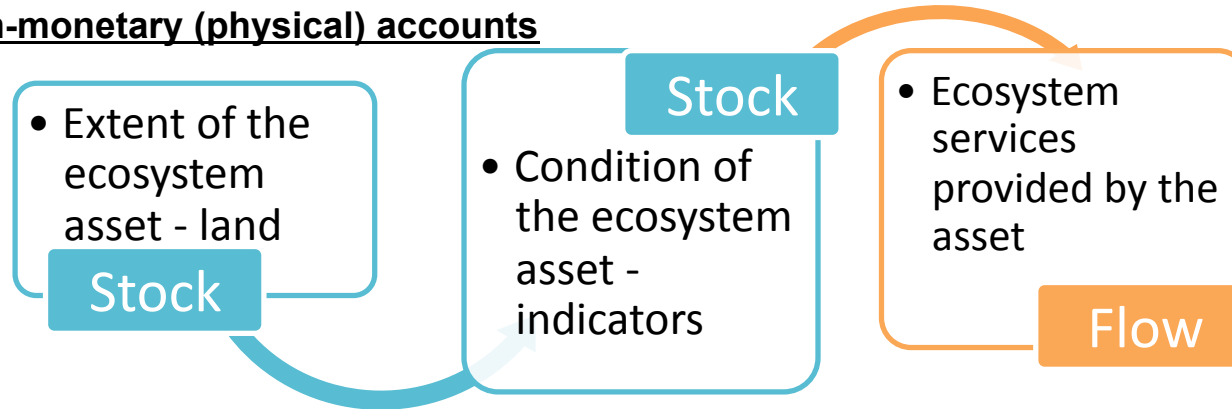 n-monetary (physical) accounts
• Extent of the
ecosystem
asset - land
Stock
Stock
• Condition of
the ecosystem
asset -
indicators
• Ecosystem
services
provided by the
asset
Flow